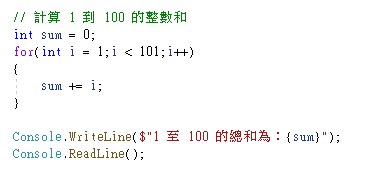 // 計算 1 到 100 的整數和
int sum = 0;
for(int i = 1;i < 101;i++)
{
    sum += i;
}

Console.WriteLine($"1 至 100 的總和為：{sum}");
Console.ReadLine();